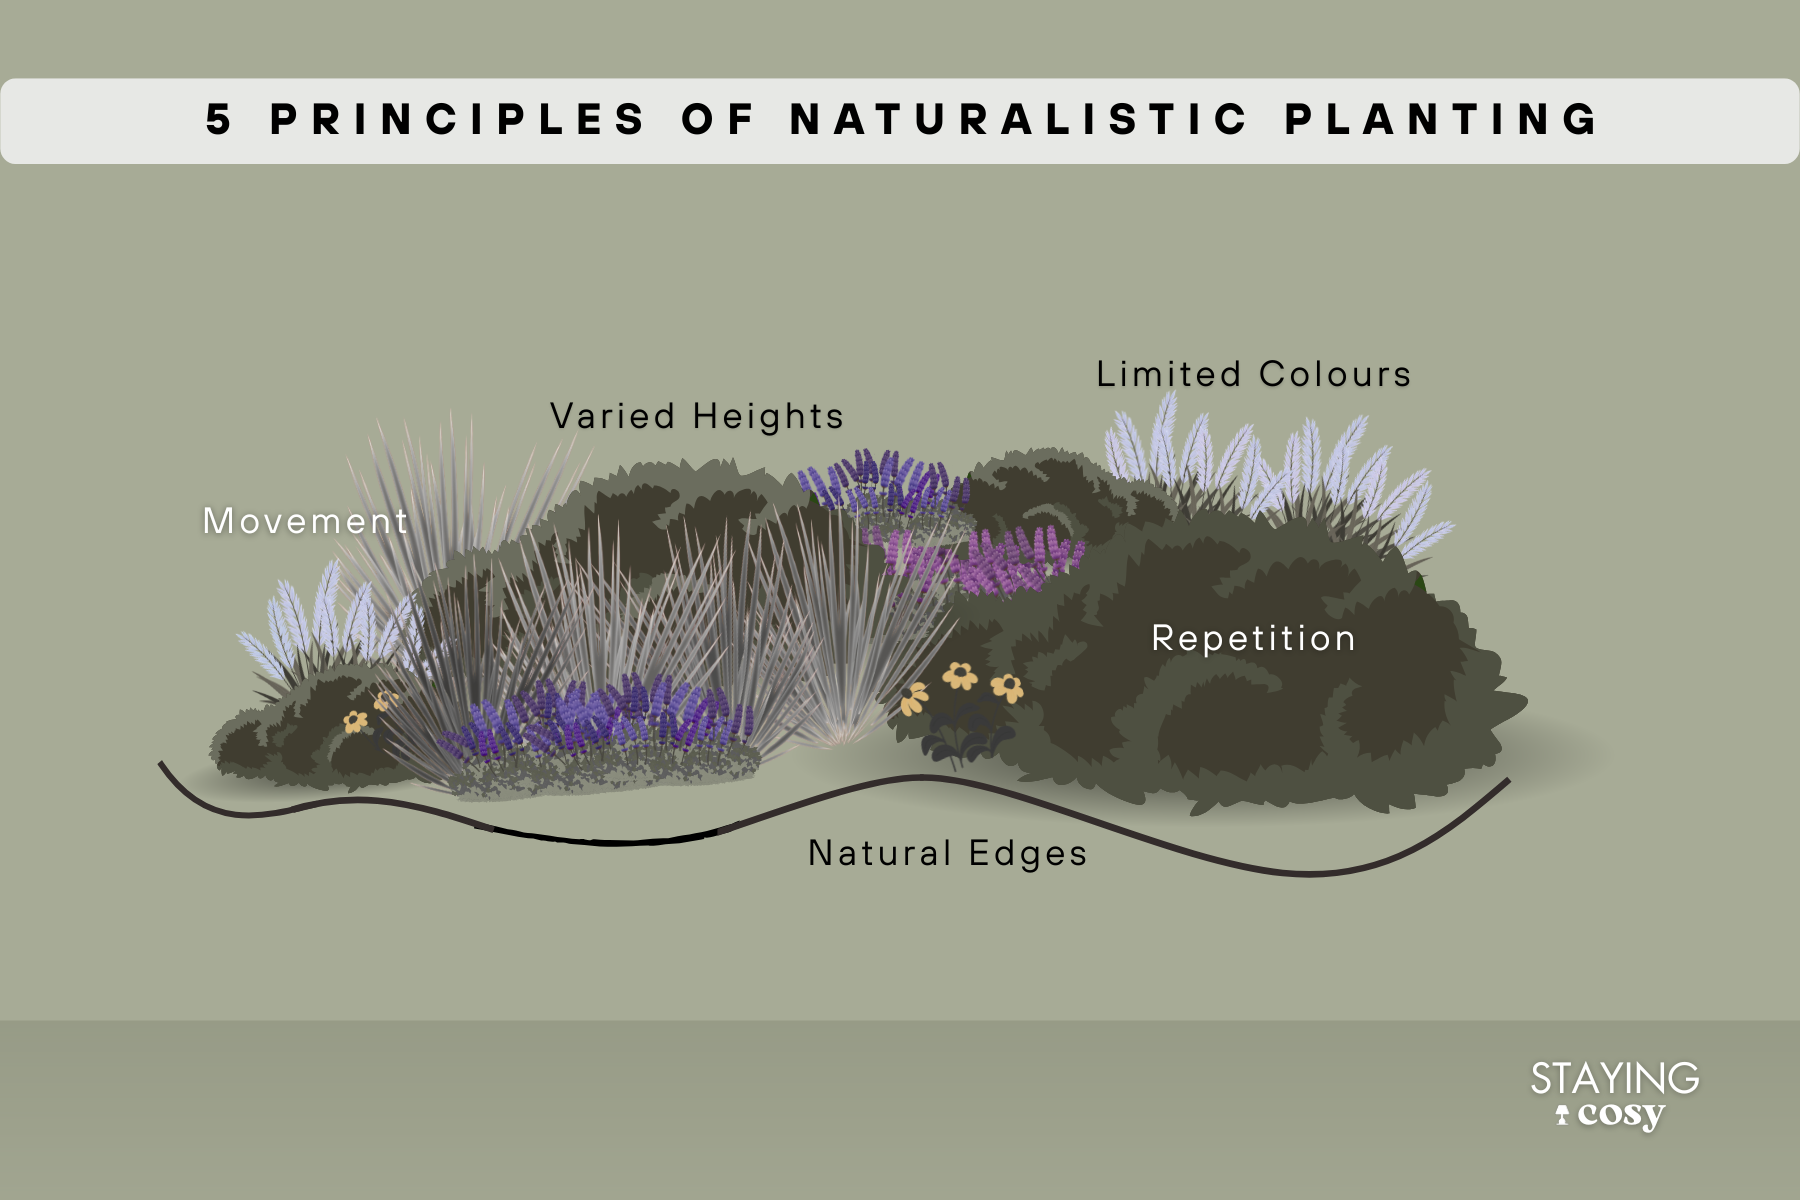 5 PRINCIPLES OF NATURALISTIC PLANTING
Limited Colours
Varied Heights
Movement
Repetition
Natural Edges
STAYING
cosy